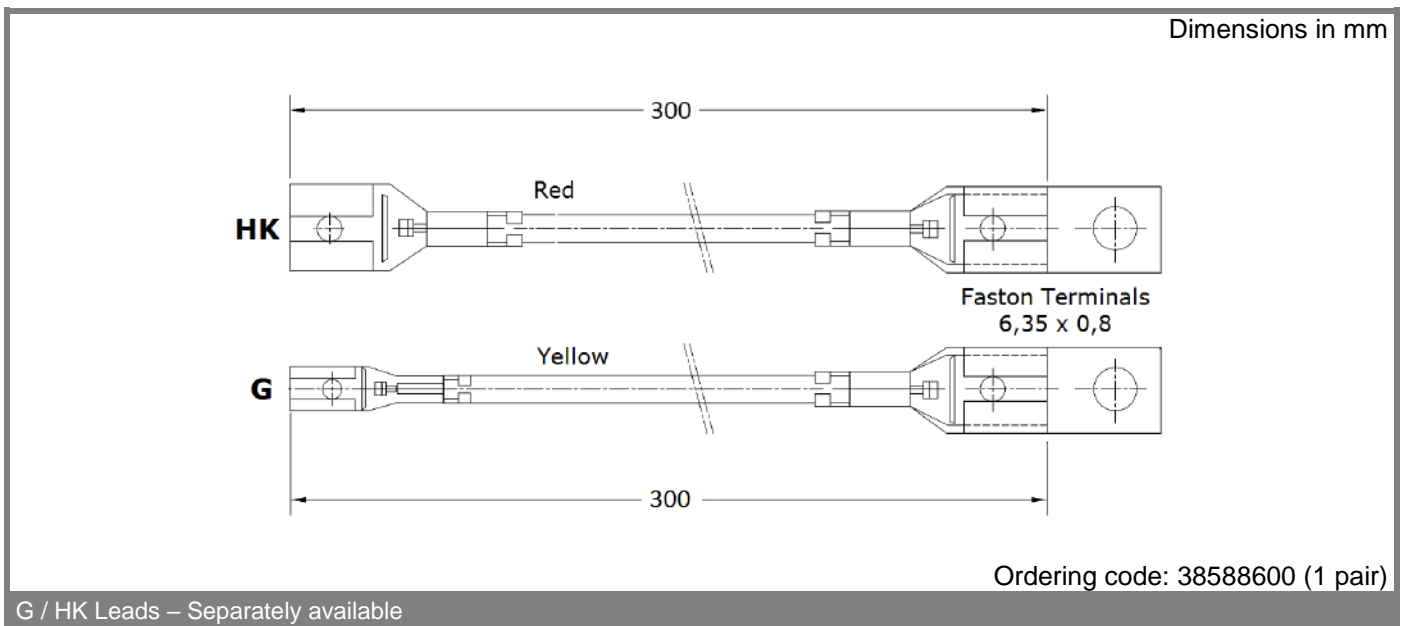 Dimensions in mm
300
Red
HK
Faston Terminals
6,35 x 0,8
Yellow
G
300
Ordering code: 38588600 (1 pair)
G / HK Leads – Separately available